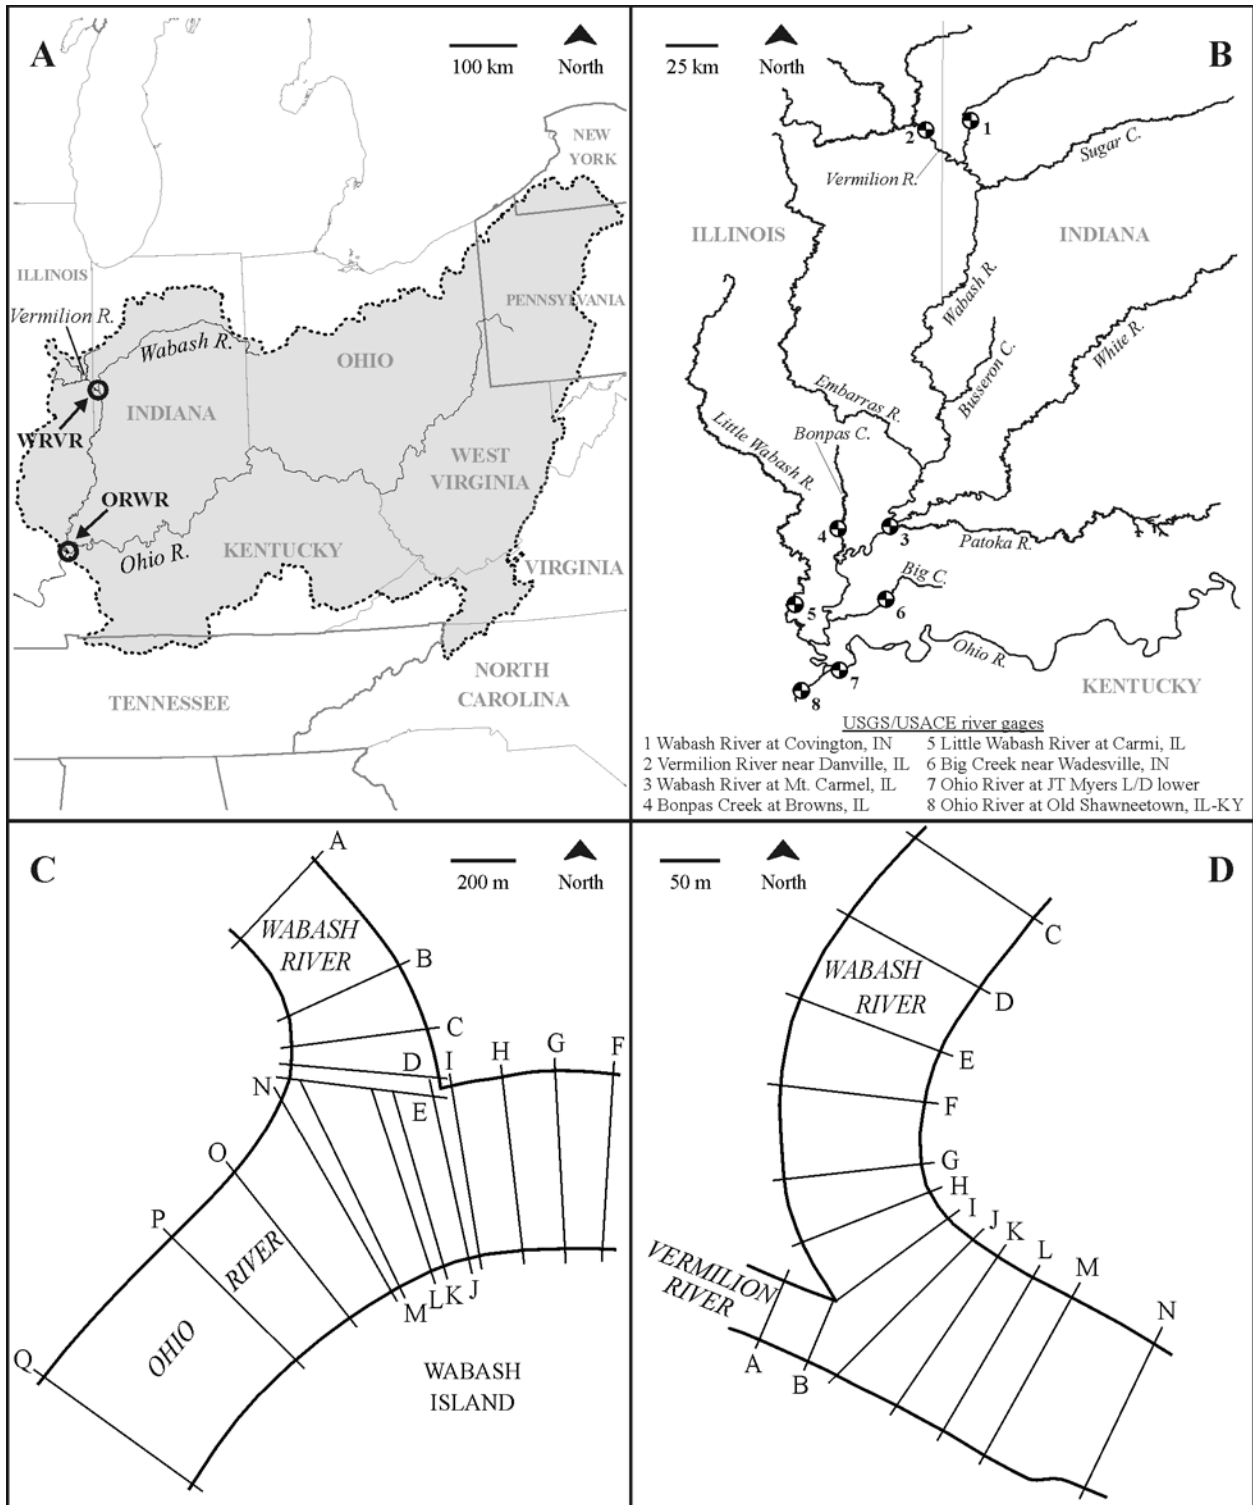 A
100 km
North
NEW
YORK
ILLINOIS
Vermilion R.
PENNSYLVANIA
Wabash R.
OHIO
INDIANA
WRVR
WEST
VIRGINIA
ORWR
Ohio R.
KENTUCKY
VIRGINIA
NORTH
CAROLINA
TENNESSEE
25 km
North
B
1
2
Sugar C.
Vermilion R.
ILLINOIS
INDIANA
Wabash R.
White R.
Busseron C.
Embarras R.
Little Wabash R.
Bonpas C.
4
3
Patoka R.
Big C.
5
6
Ohio R.
7
8
KENTUCKY
USGS/USACE river gages
1 Wabash River at Covington, IN
2 Vermilion River near Danville, IL
3 Wabash River at Mt. Carmel, IL
4 Bonpas Creek at Browns, IL
5 Little Wabash River at Carmi, IL
6 Big Creek near Wadesville, IN
7 Ohio River at JT Myers L/D lower
8 Ohio River at Old Shawneetown, IL-KY
C
A
200 m
North
WABASH
RIVER
B
C
D
I
H
G
F
N
E
O
P
RIVER
OHIO
J
K
L
M
Q
WABASH
ISLAND
50 m
North
D
C
WABASH
RIVER
D
E
F
G
H
I
J
K
L
M
N
VERMILION
RIVER
A
B